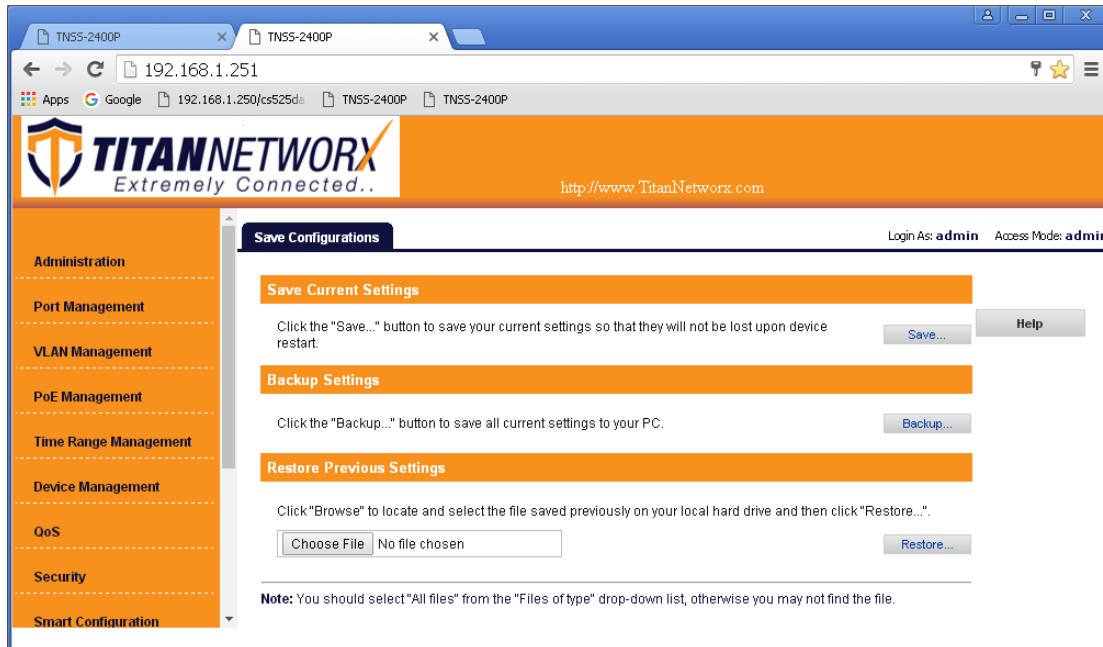 TNSS-2400P
TNSS-2400P
192.168.1.251
Apps
Google
192.168.1.250/cs525da
TNSS-2400P
TNSS-2400P
TITANNETWORX
Extremely Connected..
http://www.TitanNetworx.com
Save Configurations
Login As: admin
Access Mode: admin
Administration
Port Management
VLAN Management
PoE Management
Time Range Management
Device Management
QoS
Security
Smart Configuration
Save Current Settings
Click the "Save..." button to save your current settings so that they will not be lost upon device
restart.
Save...
Help
Backup Settings
Click the "Backup..." button to save all current settings to your PC.
Backup...
Restore Previous Settings
Click "Browse" to locate and select the file saved previously on your local hard drive and then click "Restore...".
Choose File
No file chosen
Restore...
Note: You should select "All files" from the "Files of type" drop-down list, otherwise you may not find the file.